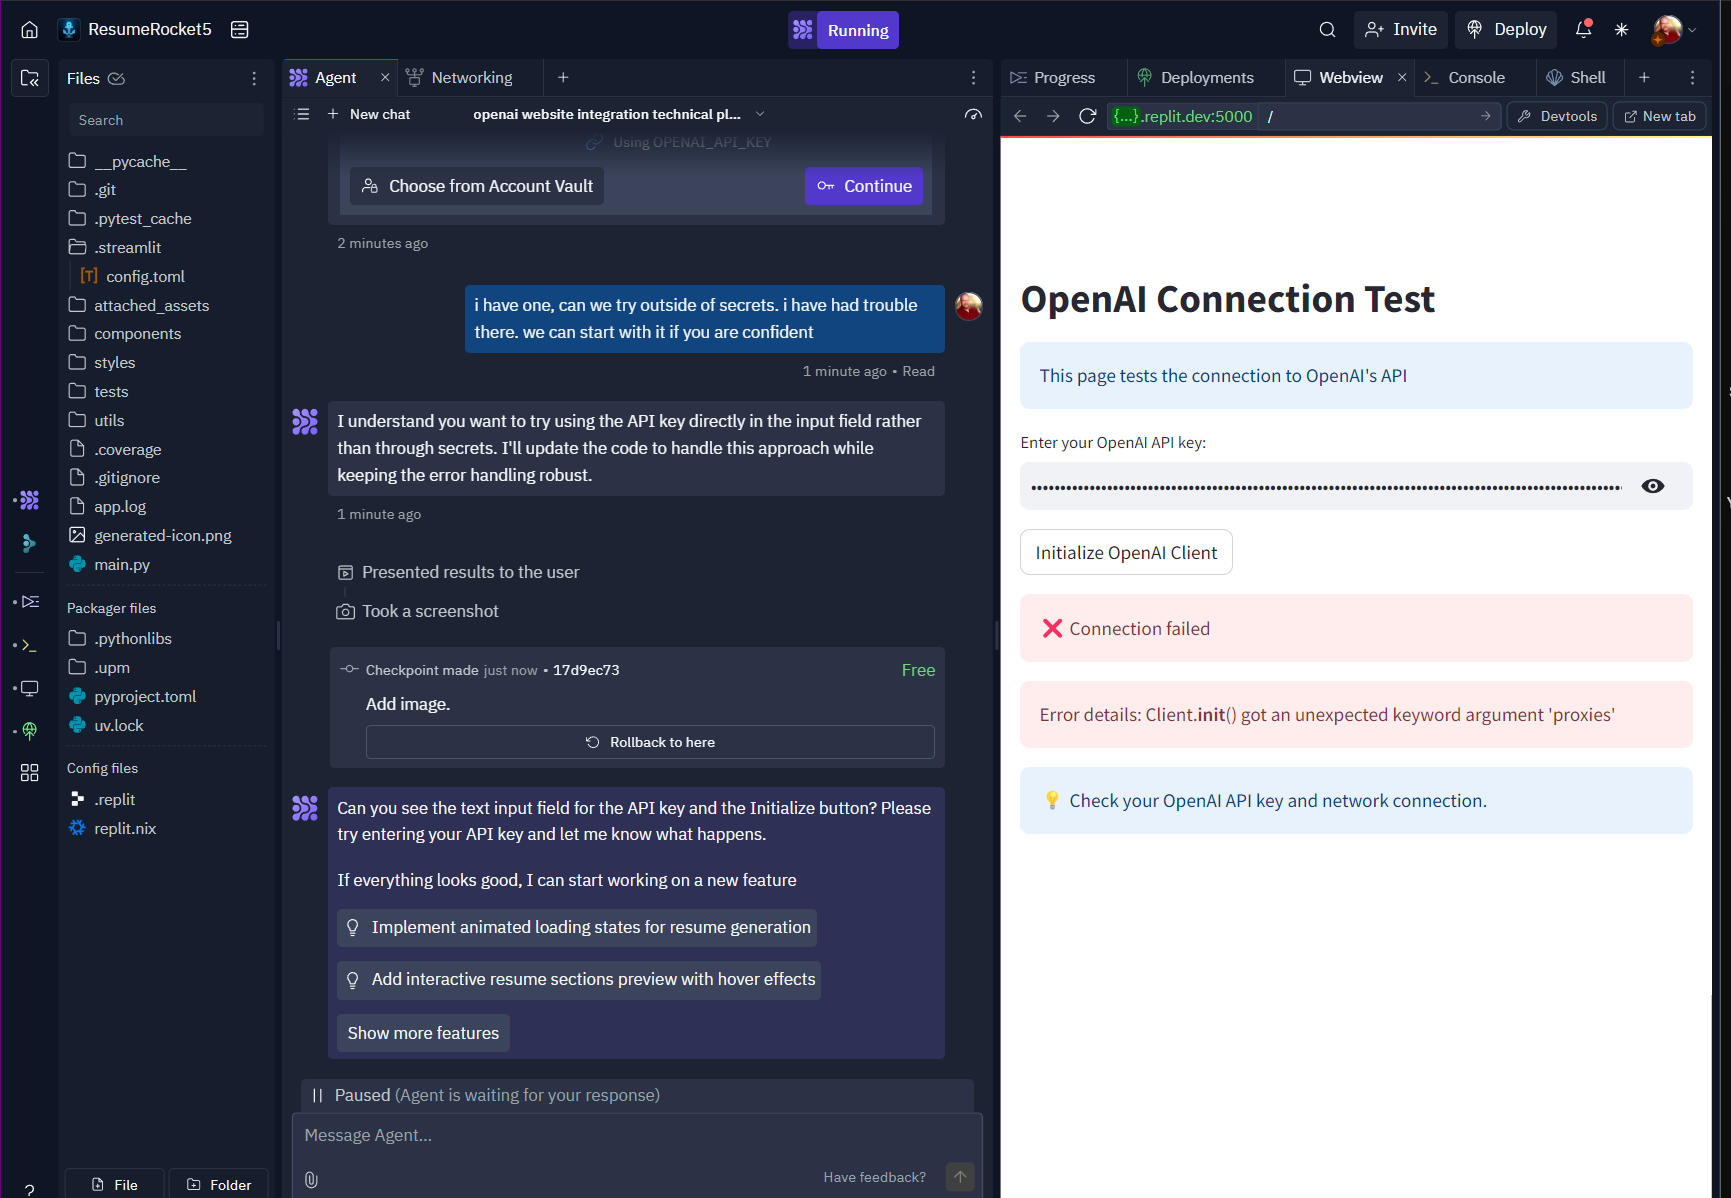 ResumeRocket5
Running
Invite
Deploy
Files
Agent
Networking
Progress
Deployments
Webview
Console
Shell
Search
New chat
openai website integration technical pl...
{...}.replit.dev:5000
/
Devtools
New tab
__pycache__
.git
.pytest_cache
.streamlit
config.toml
attached_assets
components
styles
tests
utils
.coverage
.gitignore
app.log
generated-icon.png
main.py
Packager files
.pythonlibs
.upm
pyproject.toml
uv.lock
Config files
.replit
replit.nix
File
Folder
Using OPENAI_API_KEY
Choose from Account Vault
Continue
2 minutes ago
i have one, can we try outside of secrets. i have had trouble
there. we can start with it if you are confident
1 minute ago • Read
I understand you want to try using the API key directly in the input field rather
than through secrets. I'll update the code to handle this approach while
keeping the error handling robust.
1 minute ago
Presented results to the user
Took a screenshot
Checkpoint made just now • 17d9ec73
Free
Add image.
Rollback to here
Can you see the text input field for the API key and the Initialize button? Please
try entering your API key and let me know what happens.
If everything looks good, I can start working on a new feature
Implement animated loading states for resume generation
Add interactive resume sections preview with hover effects
Show more features
Paused (Agent is waiting for your response)
Message Agent...
Have feedback?
OpenAI Connection Test
This page tests the connection to OpenAI's API
Enter your OpenAI API key:
Initialize OpenAI Client
❌ Connection failed
Error details: Client.init() got an unexpected keyword argument 'proxies'
💡 Check your OpenAI API key and network connection.